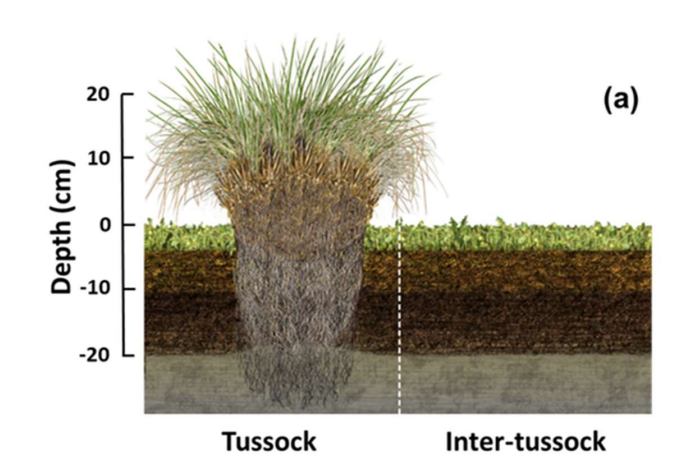 (a)
Depth (cm)
20
10
0
-10
-20
Tussock
Inter-tussock